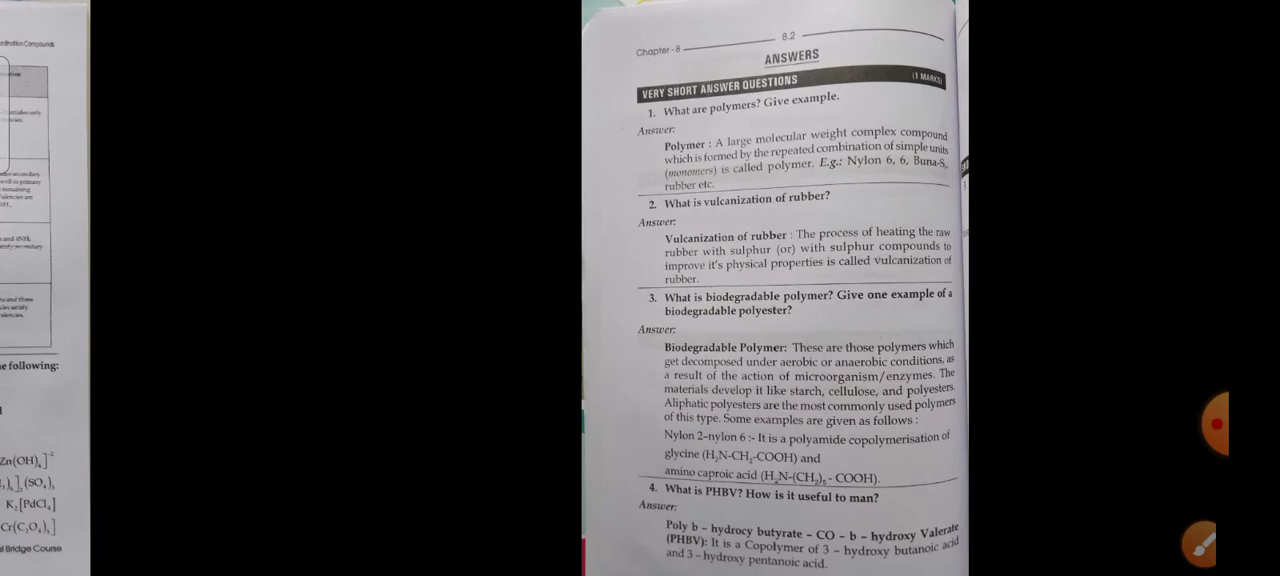 ordination Compounds
e following:
Zn(OH)₄]⁻²
K₂[PdCl₄]
Cr(C₂O₄)₃]
l Bridge Course
Chapter - 8
8.2
ANSWERS
VERY SHORT ANSWER QUESTIONS (1 MARKS)
1. What are polymers? Give example.
Answer:
Polymer : A large molecular weight complex compound
which is formed by the repeated combination of simple units
(monomers) is called polymer. E.g.: Nylon 6, 6, Buna-S,
rubber etc.
2. What is vulcanization of rubber?
Answer:
Vulcanization of rubber : The process of heating the raw
rubber with sulphur (or) with sulphur compounds to
improve it's physical properties is called vulcanization of
rubber.
3. What is biodegradable polymer? Give one example of a
biodegradable polyester?
Answer:
Biodegradable Polymer: These are those polymers which
get decomposed under aerobic or anaerobic conditions, as
a result of the action of microorganism/enzymes. The
materials develop it like starch, cellulose, and polyesters.
Aliphatic polyesters are the most commonly used polymers
of this type. Some examples are given as follows :
Nylon 2-nylon 6 :- It is a polyamide copolymerisation of
glycine (H₂N-CH₂-COOH) and
amino caproic acid (H₂N-(CH₂)₅ - COOH).
4. What is PHBV? How is it useful to man?
Answer:
Poly b – hydrocy butyrate – CO – b – hydroxy Valerate
(PHBV): It is a Copolymer of 3 – hydroxy butanoic acid
and 3 – hydroxy pentanoic acid.